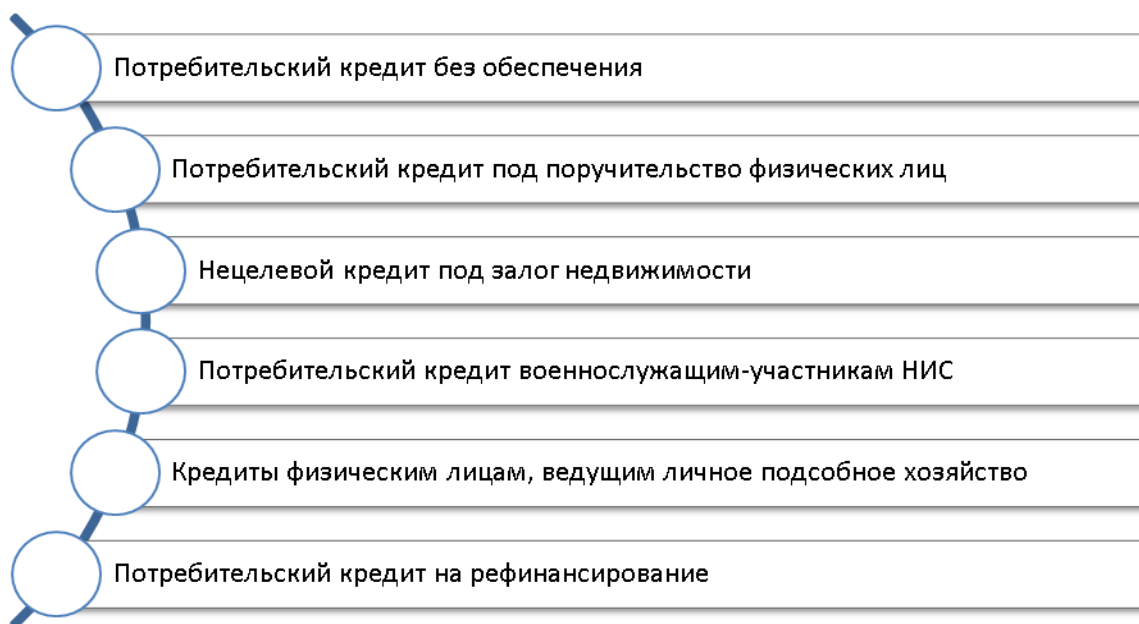 Потребительский кредит без обеспечения
Потребительский кредит под поручительство физических лиц
Нецелевой кредит под залог недвижимости
Потребительский кредит военнослужащим-участникам НИС
Кредиты физическим лицам, ведущим личное подсобное хозяйство
Потребительский кредит на рефинансирование